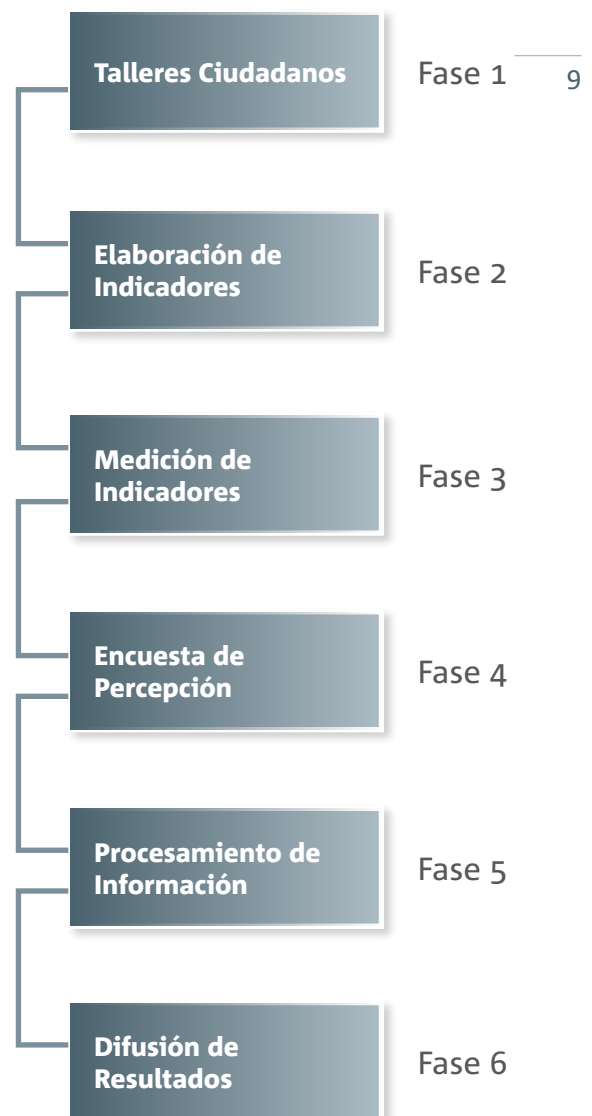 Talleres Ciudadanos
Fase 1
9
Elaboración de
Indicadores
Fase 2
Medición de
Indicadores
Fase 3
Encuesta de
Percepción
Fase 4
Procesamiento de
Información
Fase 5
Difusión de
Resultados
Fase 6